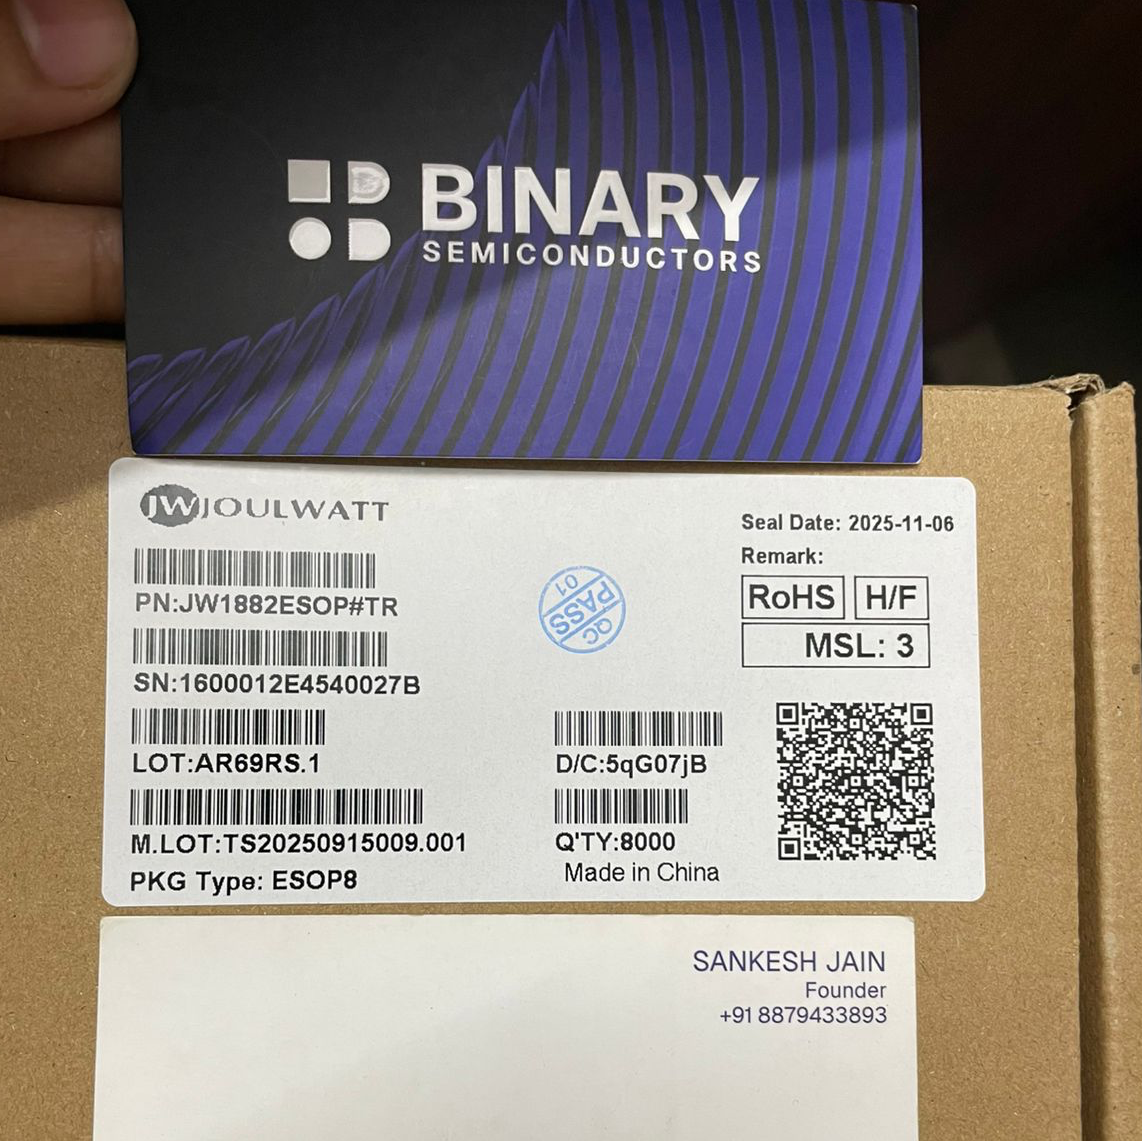 BINARY
SEMICONDUCTORS
JW JOULWATT
Seal Date: 2025-11-06
Remark:
RoHS H/F
MSL: 3
PN:JW1882ESOP#TR
SN:1600012E4540027B
LOT:AR69RS.1
M.LOT:TS20250915009.001
PKG Type: ESOP8
QC
PASS
01
D/C:5qG07jB
Q'TY:8000
Made in China
SANKESH JAIN
Founder
+91 8879433893